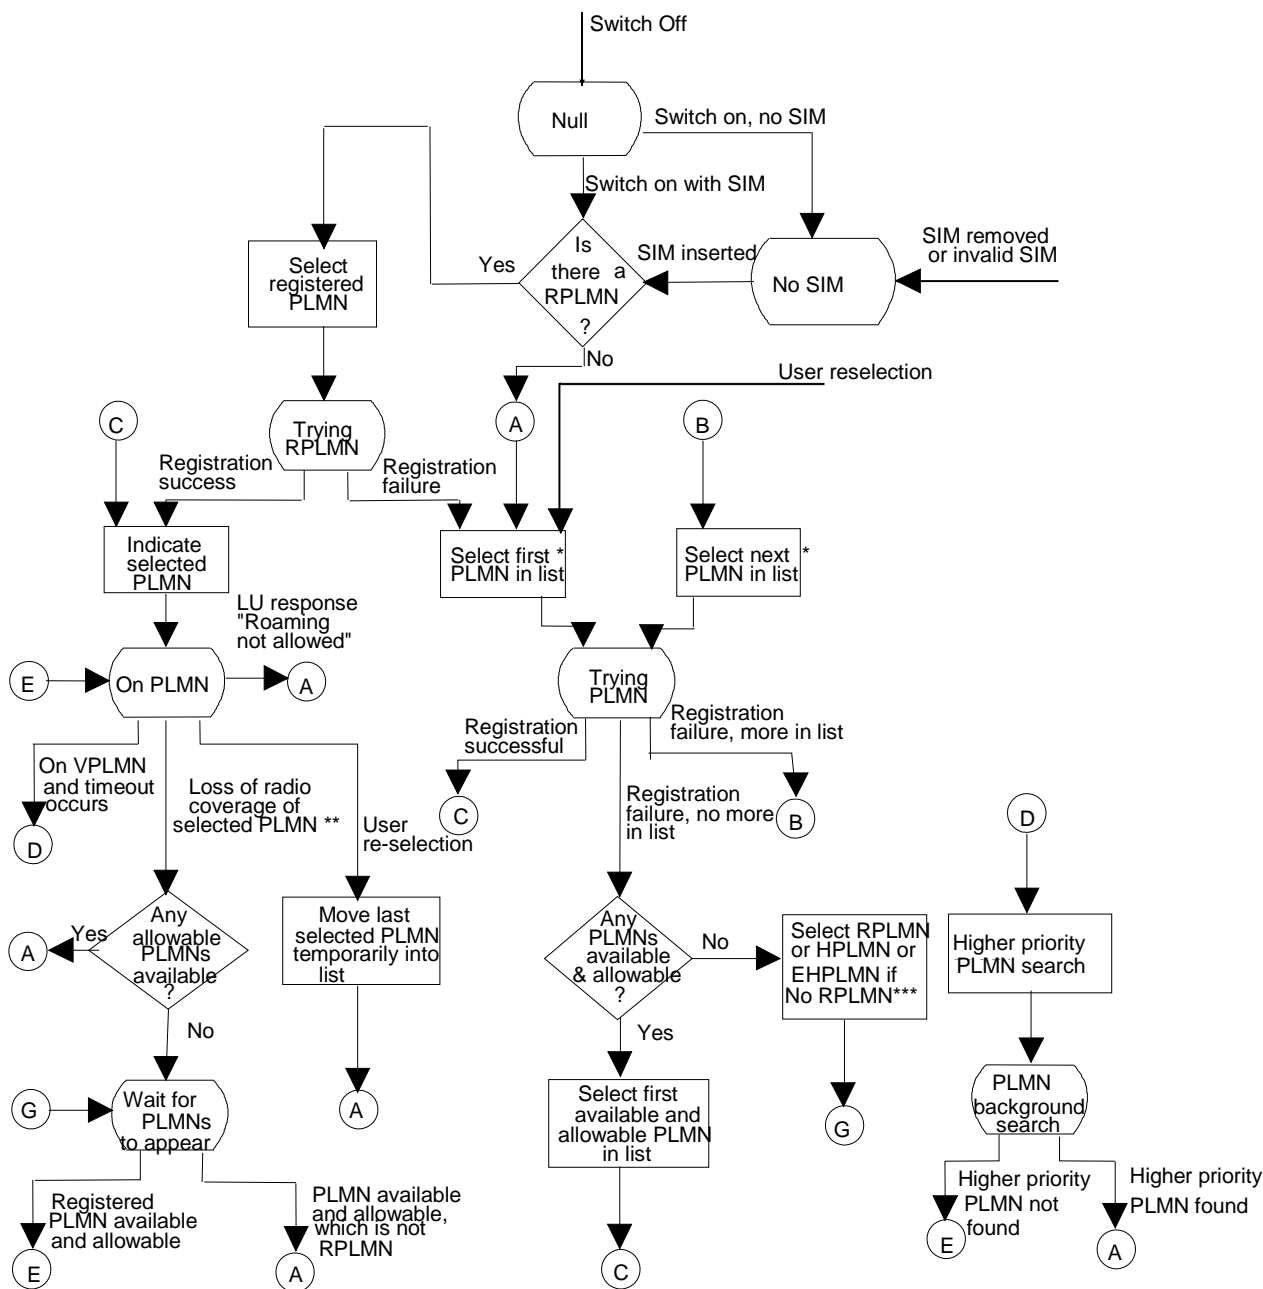 Switch Off
Null
Switch on, no SIM
Switch on with SIM
SIM removed
or invalid SIM
Is
there a
RPLMN
?
SIM inserted
No SIM
Yes
No
Select
registered
PLMN
User reselection
C
A
B
Trying
RPLMN
Registration
success
Registration
failure
Indicate
selected
PLMN
Select first *
PLMN in list
Select next *
PLMN in list
LU response
"Roaming
not allowed"
E
On PLMN
A
Trying
PLMN
Registration
successful
Registration
failure, more in list
On VPLMN
and timeout
occurs
Loss of radio
coverage of
selected PLMN **
User
re-selection
Registration
failure, no more
in list
D
C
B
D
Any
allowable
PLMNs
available
?
Yes
A
No
Move last
selected PLMN
temporarily into
list
Any
PLMNs
available
& allowable
?
No
Yes
Select RPLMN
or HPLMN or
EHPLMN if
No RPLMN***
Higher priority
PLMN search
G
Wait for
PLMNs
to appear
A
Select first
available and
allowable PLMN
in list
G
PLMN
background
search
Registered
PLMN available
and allowable
PLMN available
and allowable,
which is not
RPLMN
Higher priority
PLMN not
found
Higher priority
PLMN found
E
A
C
E
A